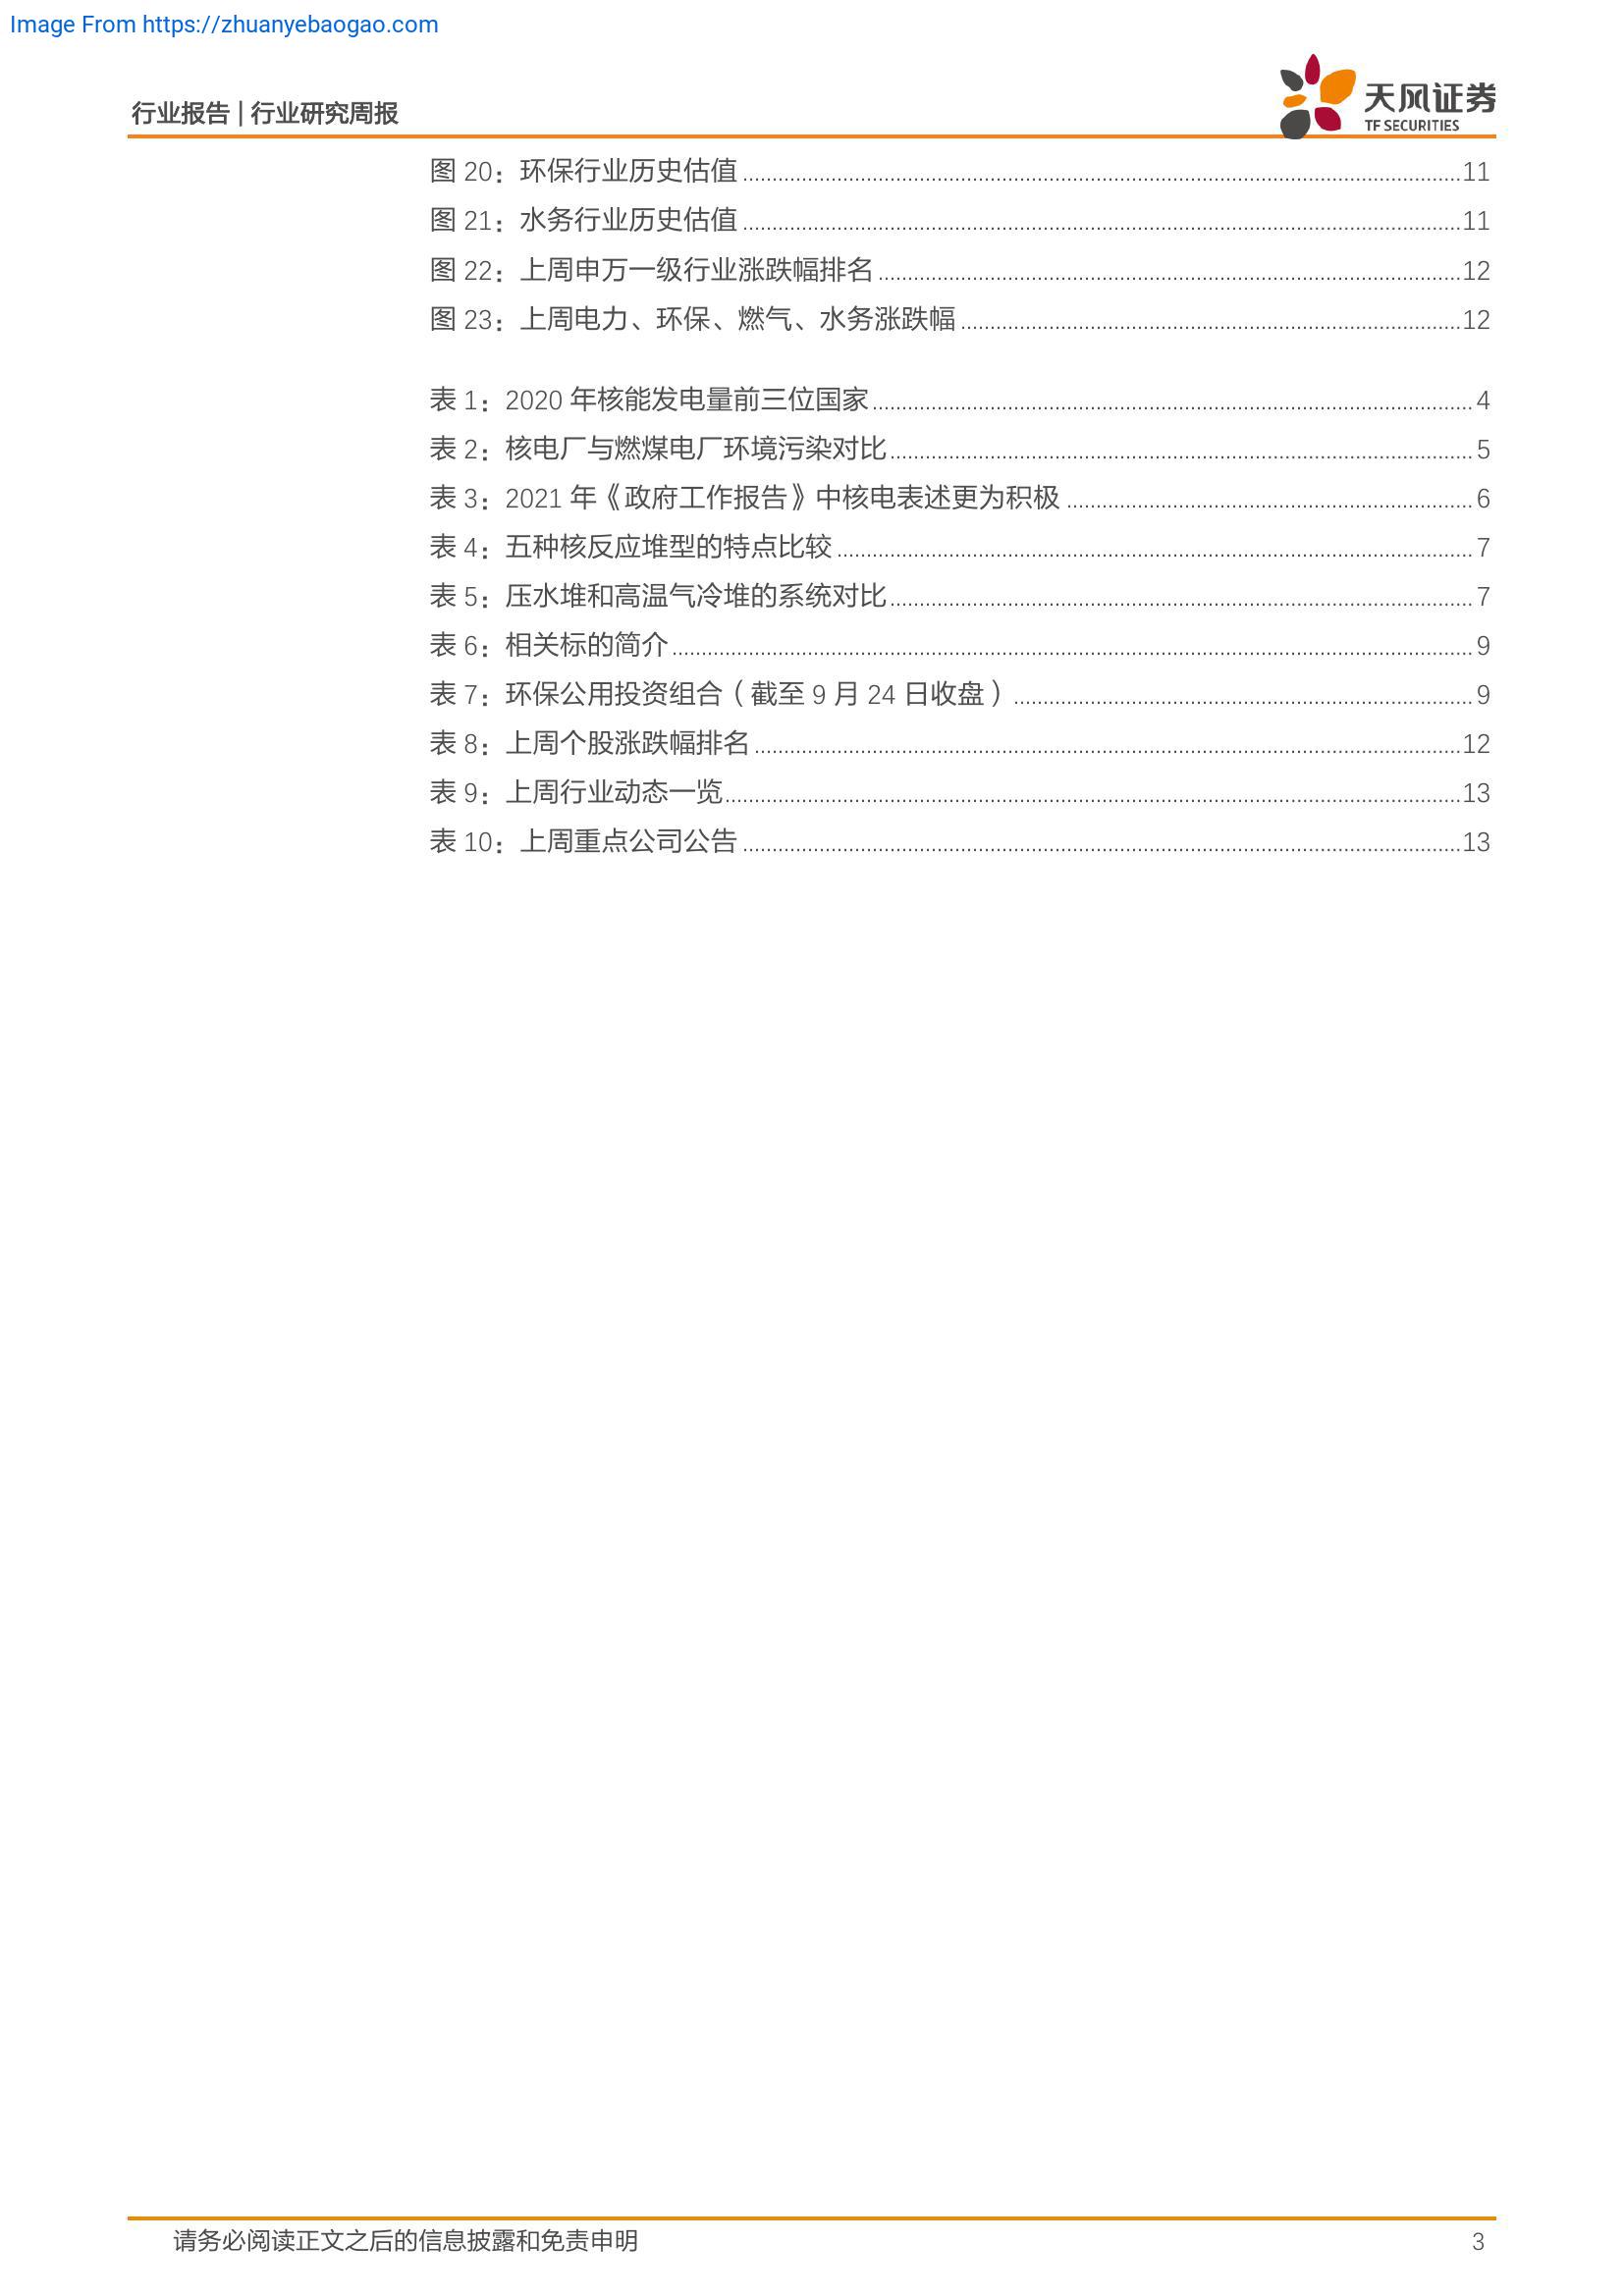 Image From https://zhuanyebaogao.com
行业报告 | 行业研究周报
天风证券
TF SECURITIES
图 20：环保行业历史估值 ........ 11
图 21：水务行业历史估值 ........ 11
图 22：上周申万一级行业涨跌幅排名 ........ 12
图 23：上周电力、环保、燃气、水务涨跌幅 ........ 12
表 1：2020 年核能发电量前三位国家 ........ 4
表 2：核电厂与燃煤电厂环境污染对比 ........ 5
表 3：2021 年《政府工作报告》中核电表述更为积极 ........ 6
表 4：五种核反应堆型的特点比较 ........ 7
表 5：压水堆和高温气冷堆的系统对比 ........ 7
表 6：相关标的简介 ........ 9
表 7：环保公用投资组合（截至 9 月 24 日收盘） ........ 9
表 8：上周个股涨跌幅排名 ........ 12
表 9：上周行业动态一览 ........ 13
表 10：上周重点公司公告 ........ 13
请务必阅读正文之后的信息披露和免责申明 3